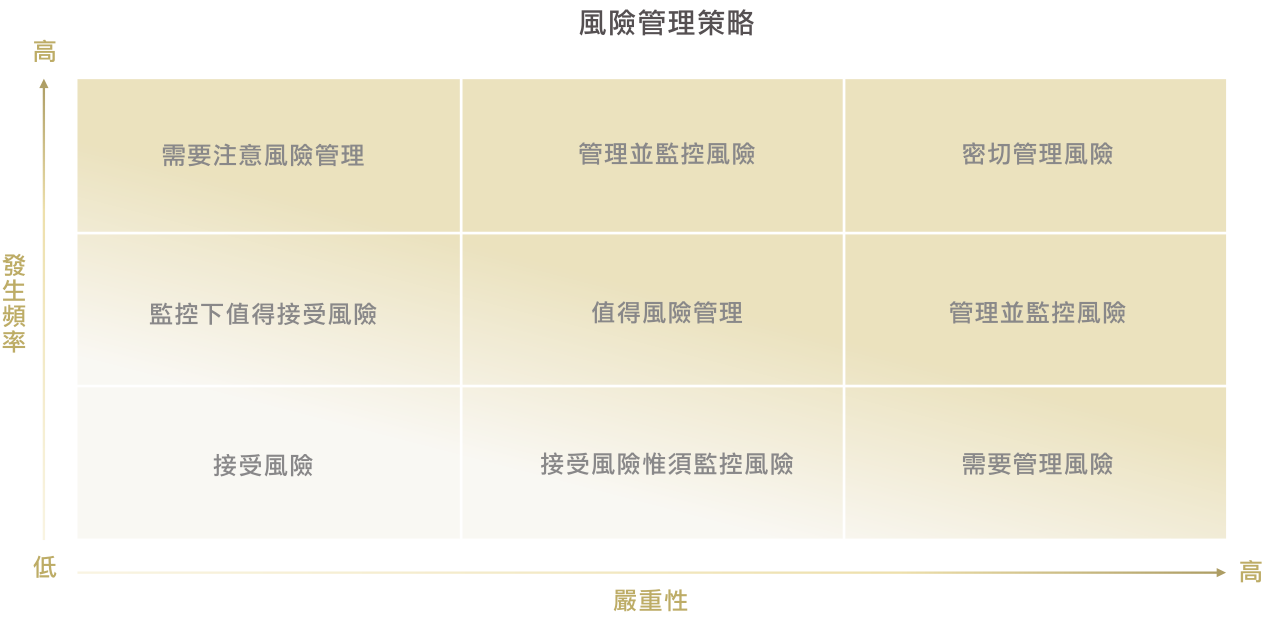 風險管理策略
高
需要注意風險管理
管理並監控風險
密切管理風險
發生頻率
監控下值得接受風險
值得風險管理
管理並監控風險
接受風險
接受風險惟須監控風險
需要管理風險
低
高
嚴重性